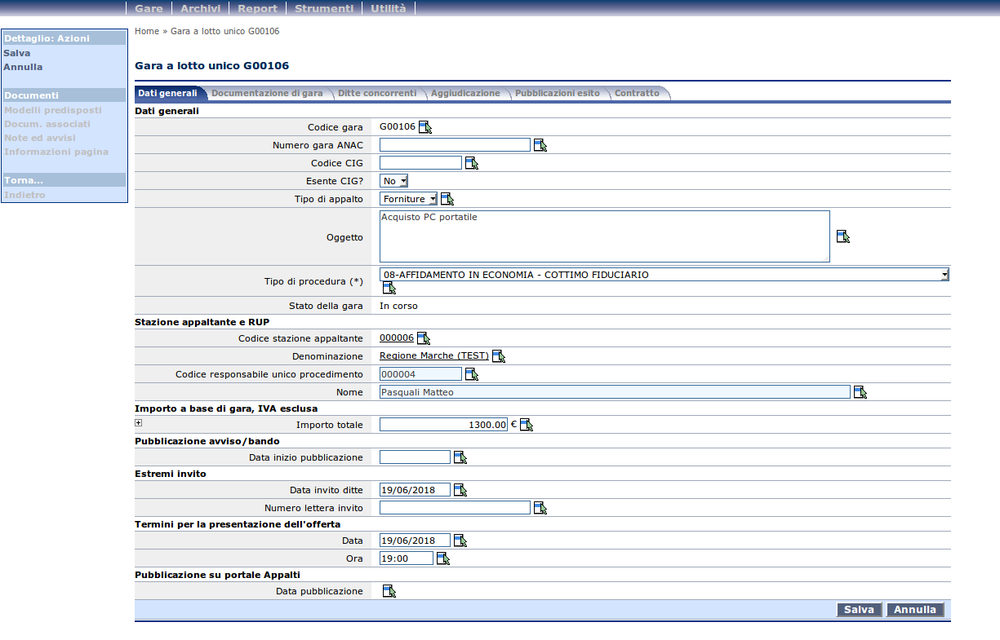 Gare Archivi Report Strumenti Utilità
Dettaglio: Azioni
Salva
Annulla
Documenti
Modelli predisposti
Docum. associati
Note ed avvisi
Informazioni pagina
Torna...
Indietro
Home » Gara a lotto unico G00106
Gara a lotto unico G00106
Dati generali Documentazione di gara Ditte concorrenti Aggiudicazione Pubblicazioni esito Contratto
Dati generali
Codice gara G00106
Numero gara ANAC
Codice CIG
Esente CIG? No
Tipo di appalto Forniture
Oggetto Acquisto PC portatile
Tipo di procedura (*) 08-AFFIDAMENTO IN ECONOMIA - COTTIMO FIDUCIARIO
Stato della gara In corso
Stazione appaltante e RUP
Codice stazione appaltante 000006
Denominazione Regione Marche (TEST)
Codice responsabile unico procedimento 000004
Nome Pasquali Matteo
Importo a base di gara, IVA esclusa
Importo totale 1300.00 €
Pubblicazione avviso/bando
Data inizio pubblicazione
Estremi invito
Data invito ditte 19/06/2018
Numero lettera invito
Termini per la presentazione dell'offerta
Data 19/06/2018
Ora 19:00
Pubblicazione su portale Appalti
Data pubblicazione
Salva Annulla